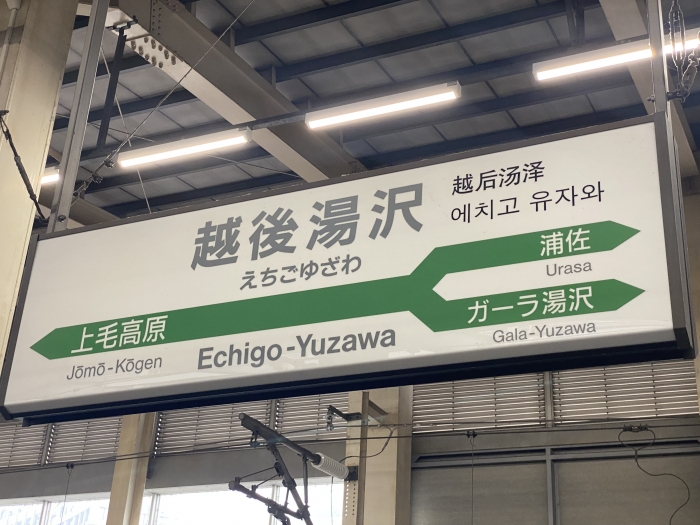 越後湯沢
えちごゆざわ
越后汤泽
에치고 유자와
上毛高原
Jōmō-Kōgen
Echigo-Yuzawa
浦佐
Urasa
ガーラ湯沢
Gala-Yuzawa